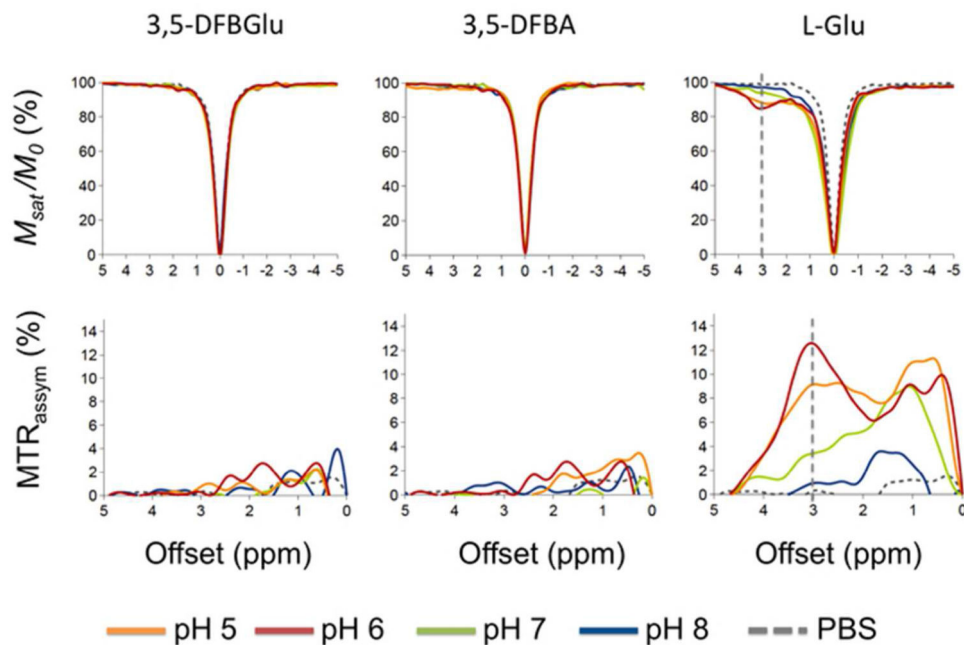 3,5-DFBGlu 3,5-DFBA L-Glu
Msat/M0 (%)
100 100 100
80 80 80
60 60 60
40 40 40
20 20 20
0 0 0
5 4 3 2 1 0 -1 -2 -3 -4 -5 5 4 3 2 1 0 -1 -2 -3 -4 -5 5 4 3 2 1 0 -1 -2 -3 -4 -5
MTRassym (%)
14 14 14
12 12 12
10 10 10
8 8 8
6 6 6
4 4 4
2 2 2
0 0 0
5 4 3 2 1 0 5 4 3 2 1 0 5 4 3 2 1 0
Offset (ppm) Offset (ppm) Offset (ppm)
pH 5 pH 6 pH 7 pH 8 PBS